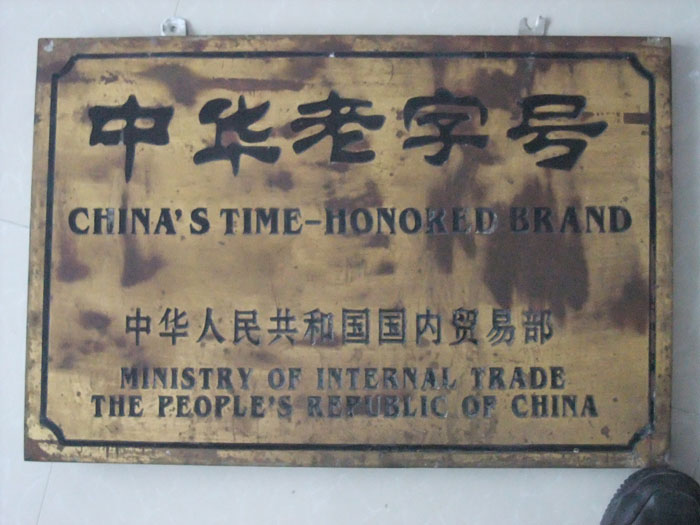 中华老字号
CHINA'S TIME-HONORED BRAND
中华人民共和国国内贸易部
MINISTRY OF INTERNAL TRADE
THE PEOPLE'S REPUBLIC OF CHINA